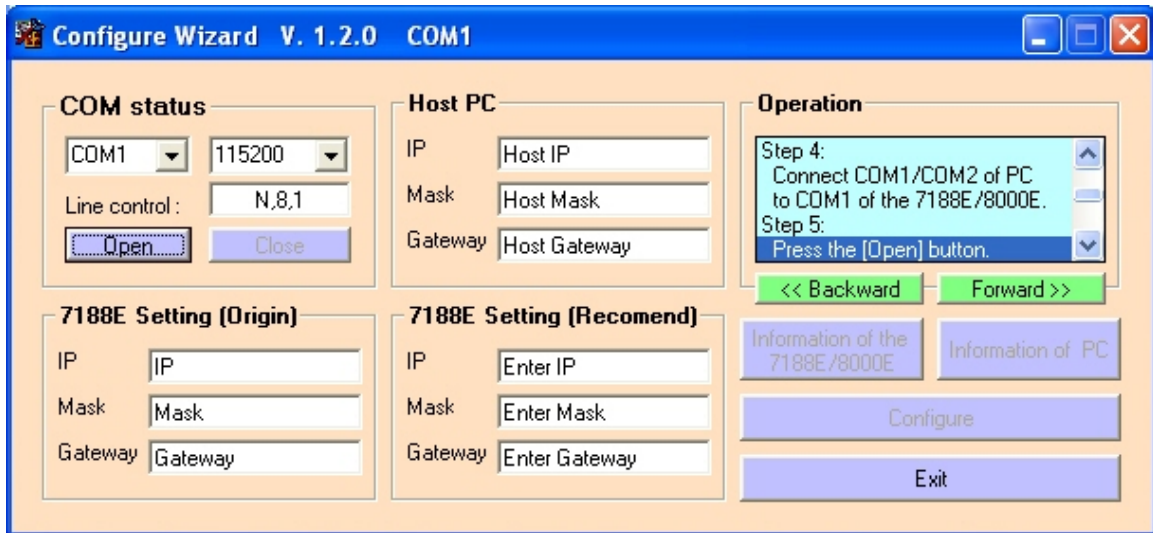 Configure Wizard V. 1.2.0 COM1
COM status
COM1
115200
Line control :
N,8,1
Open
Close
Host PC
IP
Host IP
Mask
Host Mask
Gateway
Host Gateway
Operation
Step 4:
Connect COM1/COM2 of PC
to COM1 of the 7188E/8000E.
Step 5:
Press the [Open] button.
<< Backward
Forward >>
7188E Setting (Origin)
IP
IP
Mask
Mask
Gateway
Gateway
7188E Setting (Recomend)
IP
Enter IP
Mask
Enter Mask
Gateway
Enter Gateway
Information of the
7188E/8000E
Information of PC
Configure
Exit